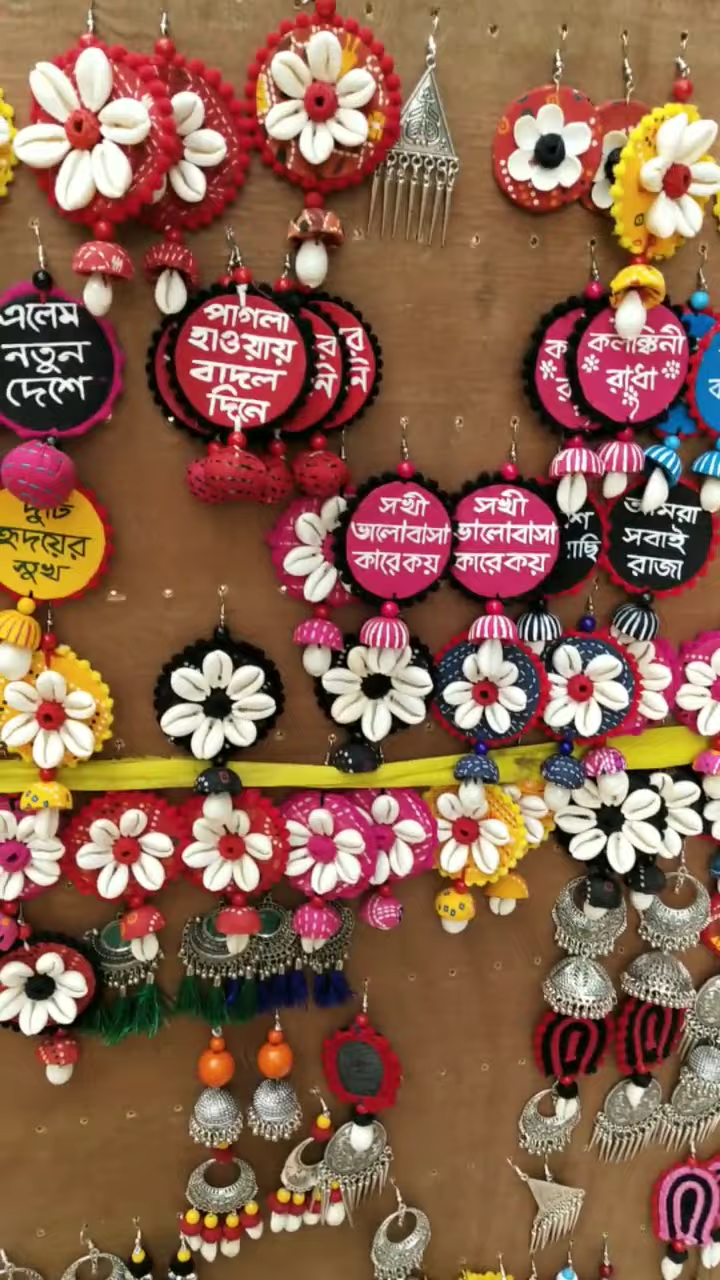 এলেম
নতুন
দেশে
পাগলা
হাওয়ায়
বাদল
দিনে
কলঙ্কিনী
রাধা
দুটি
হৃদয়ের
সুখ
সখী
ভালোবাসা
কারে কয়
সখী
ভালোবাসা
কারে কয়
আমরা
সবাই
রাজা